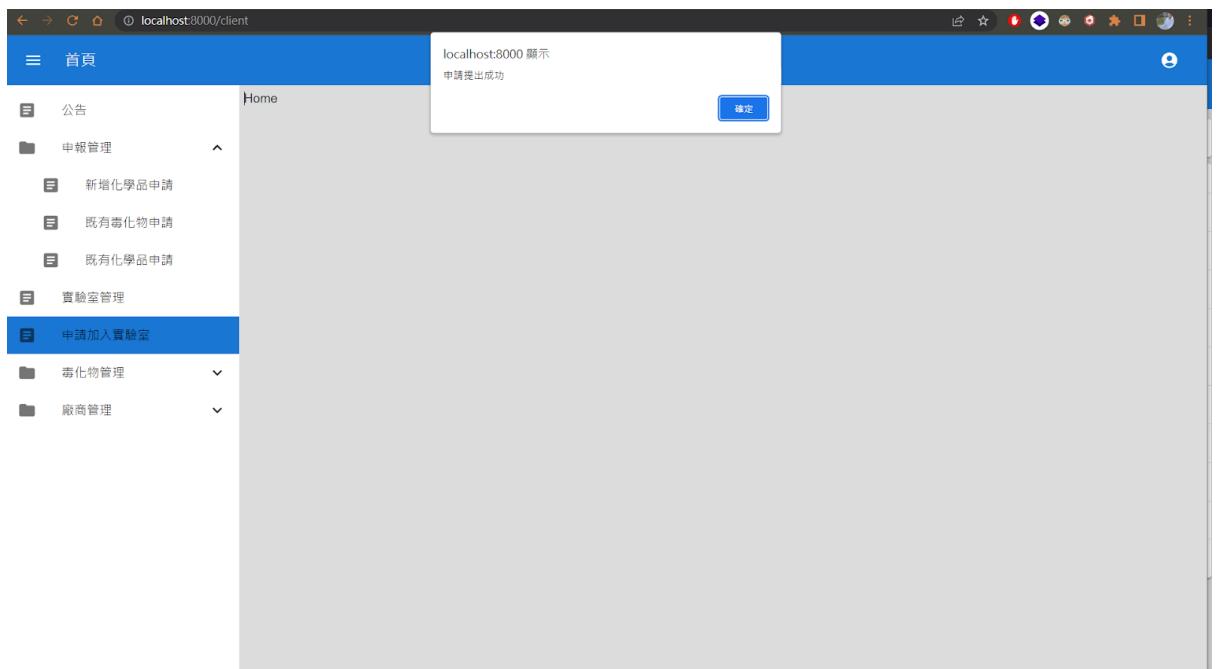 localhost:8000/client
首頁
localhost:8000 顯示
申請提出成功
確定
公告
申報管理
新增化學品申請
既有毒化物申請
既有化學品申請
實驗室管理
申請加入實驗室
毒化物管理
廠商管理
Home